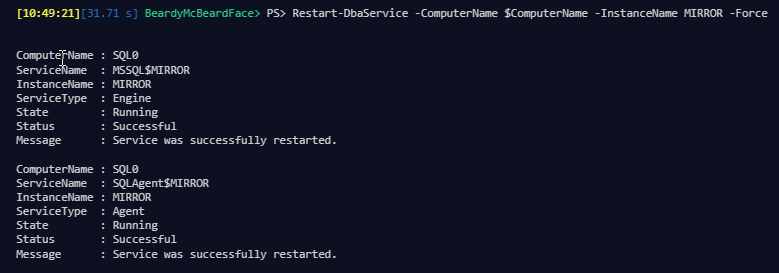 [10:49:21][31.71 s] BeardyMcBeardFace> PS> Restart-DbaService -ComputerName $ComputerName -InstanceName MIRROR -Force
ComputerName : SQL0
ServiceName  : MSSQL$MIRROR
InstanceName : MIRROR
ServiceType  : Engine
State        : Running
Status       : Successful
Message      : Service was successfully restarted.
ComputerName : SQL0
ServiceName  : SQLAgent$MIRROR
InstanceName : MIRROR
ServiceType  : Agent
State        : Running
Status       : Successful
Message      : Service was successfully restarted.